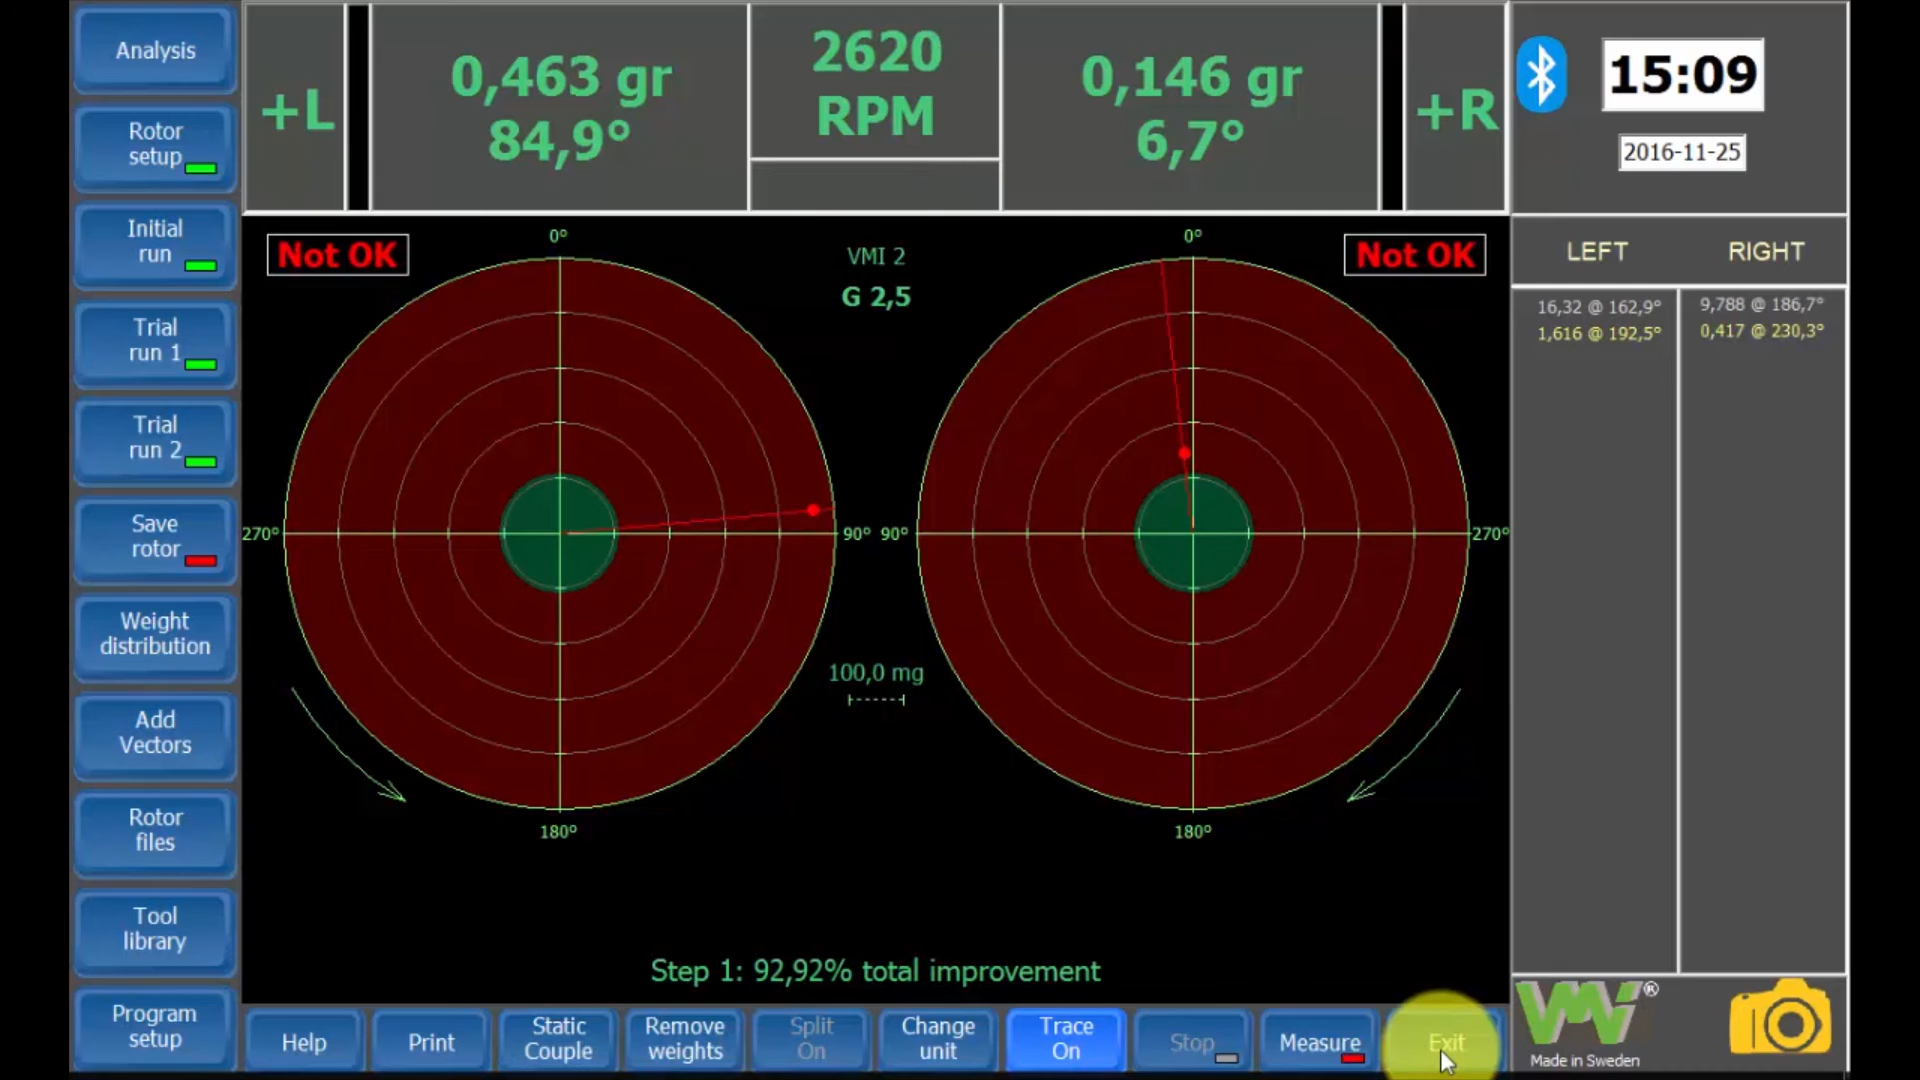 Analysis
Rotor
setup
Initial
run
Trial
run 1
Trial
run 2
Save
rotor
Weight
distribution
Add
Vectors
Rotor
files
Tool
library
Program
setup
+L
0,463 gr
84,9°
2620
RPM
0,146 gr
6,7°
+R
15:09
2016-11-25
Not OK
0°
270°
90°
180°
VMI 2
G 2,5
100,0 mg
Not OK
0°
90°
270°
180°
LEFT
RIGHT
16,32 @ 162,9°
9,788 @ 186,7°
1,616 @ 192,5°
0,417 @ 230,3°
Step 1: 92,92% total improvement
Help
Print
Static
Couple
Remove
weights
Split
On
Change
unit
Trace
On
Stop
Measure
Exit
VMI®
Made in Sweden